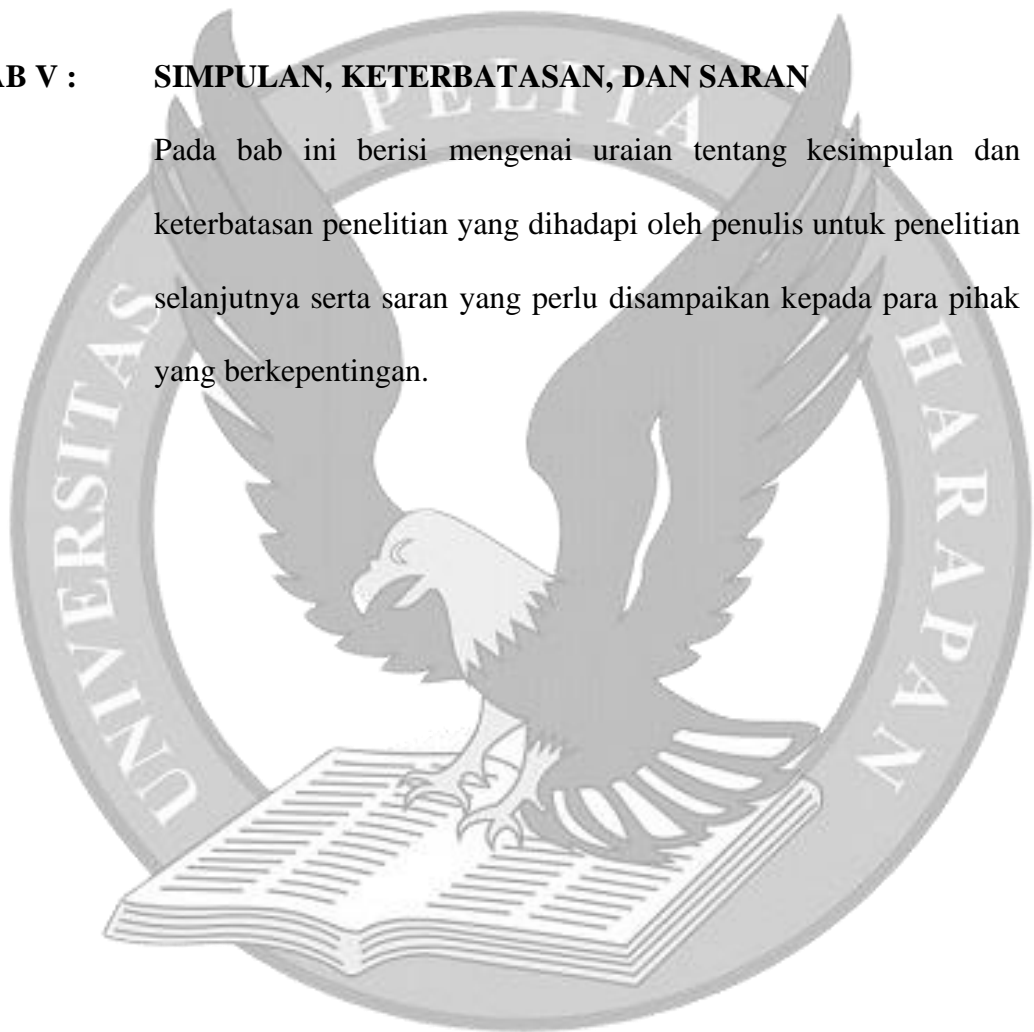 AB V : SIMPULAN, KETERBATASAN, DAN SARAN
Pada bab ini berisi mengenai uraian tentang kesimpulan dan
keterbatasan penelitian yang dihadapi oleh penulis untuk penelitian
selanjutnya serta saran yang perlu disampaikan kepada para pihak
yang berkepentingan.
UNIVERSITAS PELITA HARAPAN